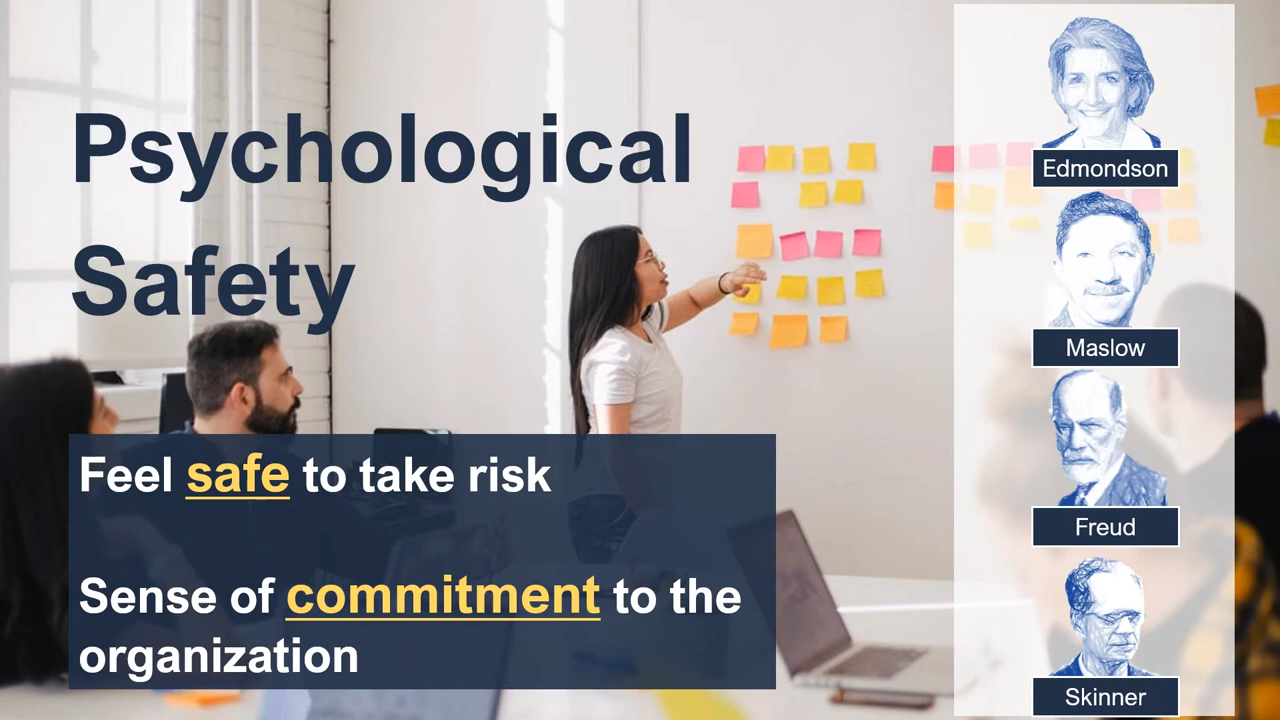 Psychological
Safety
Feel safe to take risk
Sense of commitment to the
organization
Edmondson
Maslow
Freud
Skinner